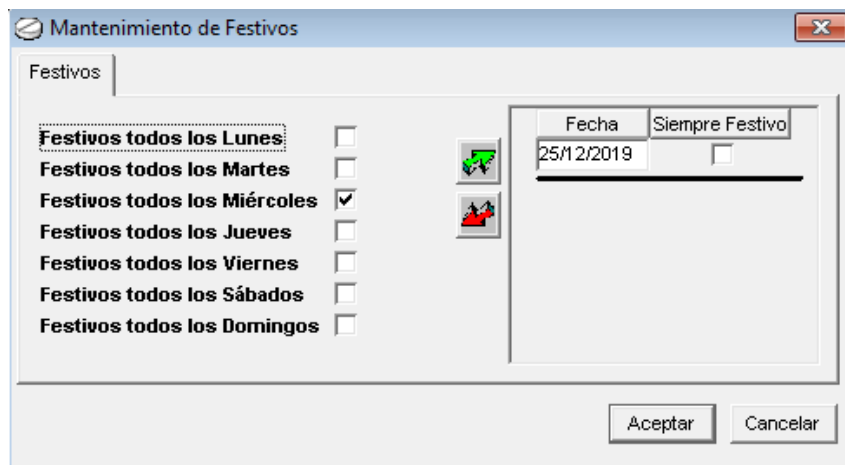 Mantenimiento de Festivos
Festivos
Festivos todos los Lunes
Festivos todos los Martes
Festivos todos los Miércoles
Festivos todos los Jueves
Festivos todos los Viernes
Festivos todos los Sábados
Festivos todos los Domingos
Fecha Siempre Festivo
25/12/2019
Aceptar Cancelar